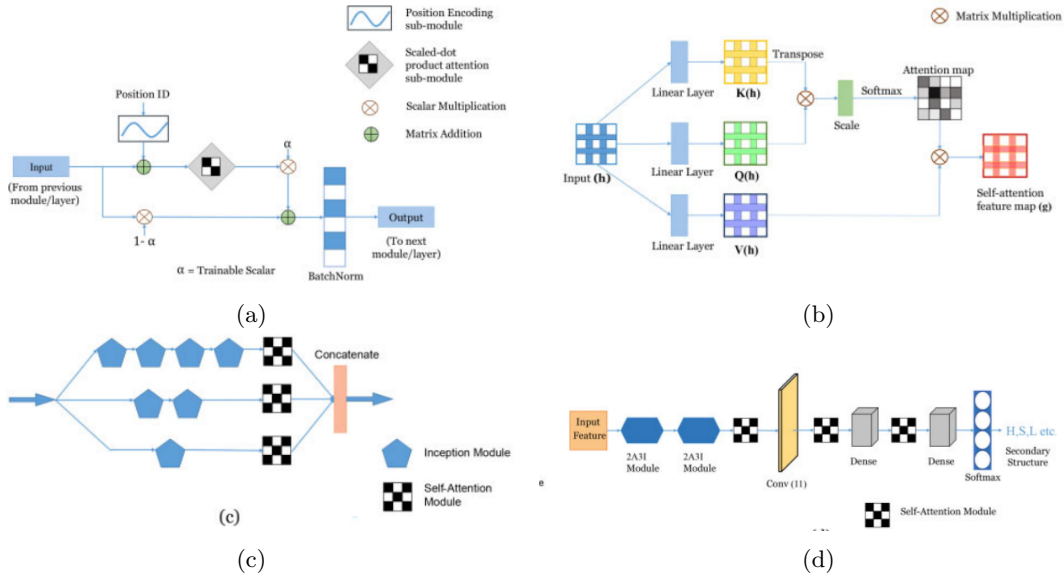 Position Encoding
sub-module
Scaled-dot
product attention
sub-module
Scalar Multiplication
Matrix Addition
Position ID
Input
(From previous
module/layer)
α
1- α
α = Trainable Scalar
BatchNorm
Output
(To next
module/layer)
(a)
Matrix Multiplication
Linear Layer
K(h)
Transpose
Input (h)
Linear Layer
Q(h)
Scale
Softmax
Attention map
Linear Layer
V(h)
Self-attention
feature map (g)
(b)
Concatenate
Inception Module
Self-Attention
Module
(c)
(c)
Input
Feature
2A3I
Module
2A3I
Module
Conv (11)
Dense
Dense
Softmax
H,S,L etc.
Secondary
Structure
Self-Attention Module
(d)